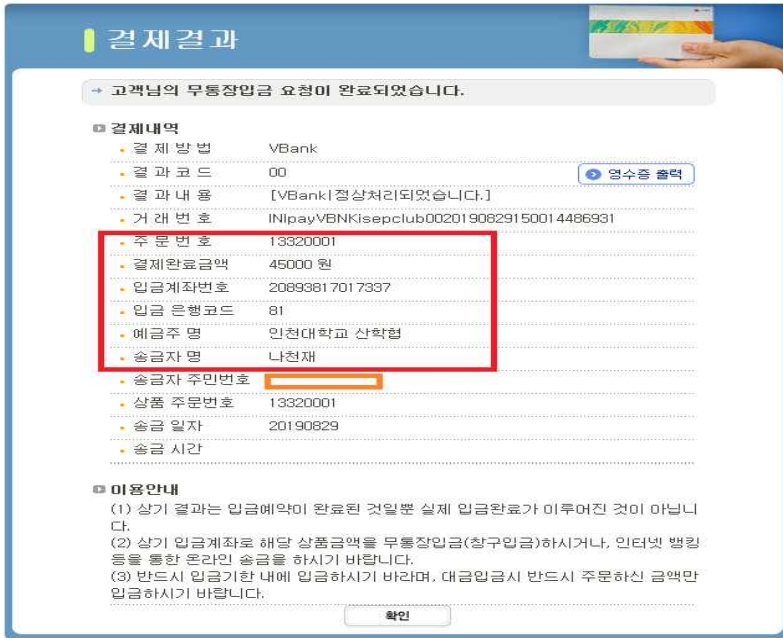 결제결과
고객님의 무통장입금 요청이 완료되었습니다.
결제내역
결 제 방 법 VBank
결 과 코 드 00
영수증 출력
결 과 내 용 [VBank|정상처리되었습니다.]
거 래 번 호 INIpayVBNKisepclub0020190829150014486931
주 문 번 호 13320001
결제완료금액 45000 원
입금계좌번호 20893817017337
입금 은행코드 81
예금주 명 인천대학교 산학협
송금자 명 나천재
송금자 주민번호
상품 주문번호 13320001
송금 일자 20190829
송금 시간
이용안내
(1) 상기 결과는 입금예약이 완료된 것일뿐 실제 입금완료가 이루어진 것이 아닙니
다.
(2) 상기 입금계좌로 해당 상품금액을 무통장입금(창구입금)하시거나, 인터넷 뱅킹
등을 통한 온라인 송금을 하시기 바랍니다.
(3) 반드시 입금기한 내에 입금하시기 바라며, 대금입금시 반드시 주문하신 금액만
입금하시기 바랍니다.
확인